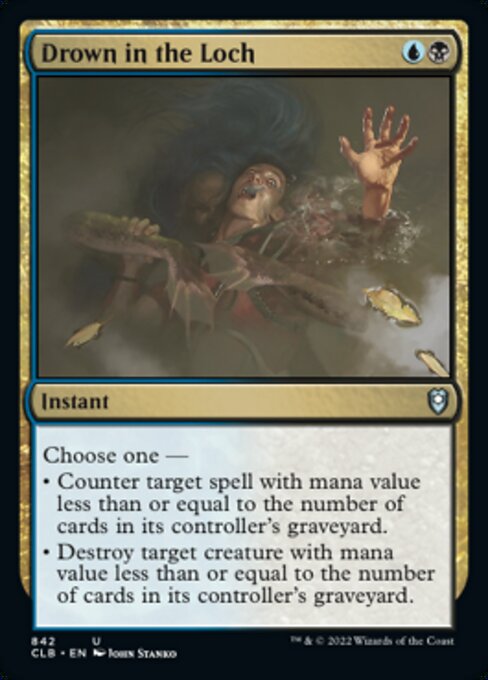 Drown in the Loch
Instant
Choose one —
• Counter target spell with mana value
less than or equal to the number of
cards in its controller's graveyard.
• Destroy target creature with mana
value less than or equal to the number
of cards in its controller's graveyard.
842 U
CLB • EN John Stanko
™ & © 2022 Wizards of the Coast